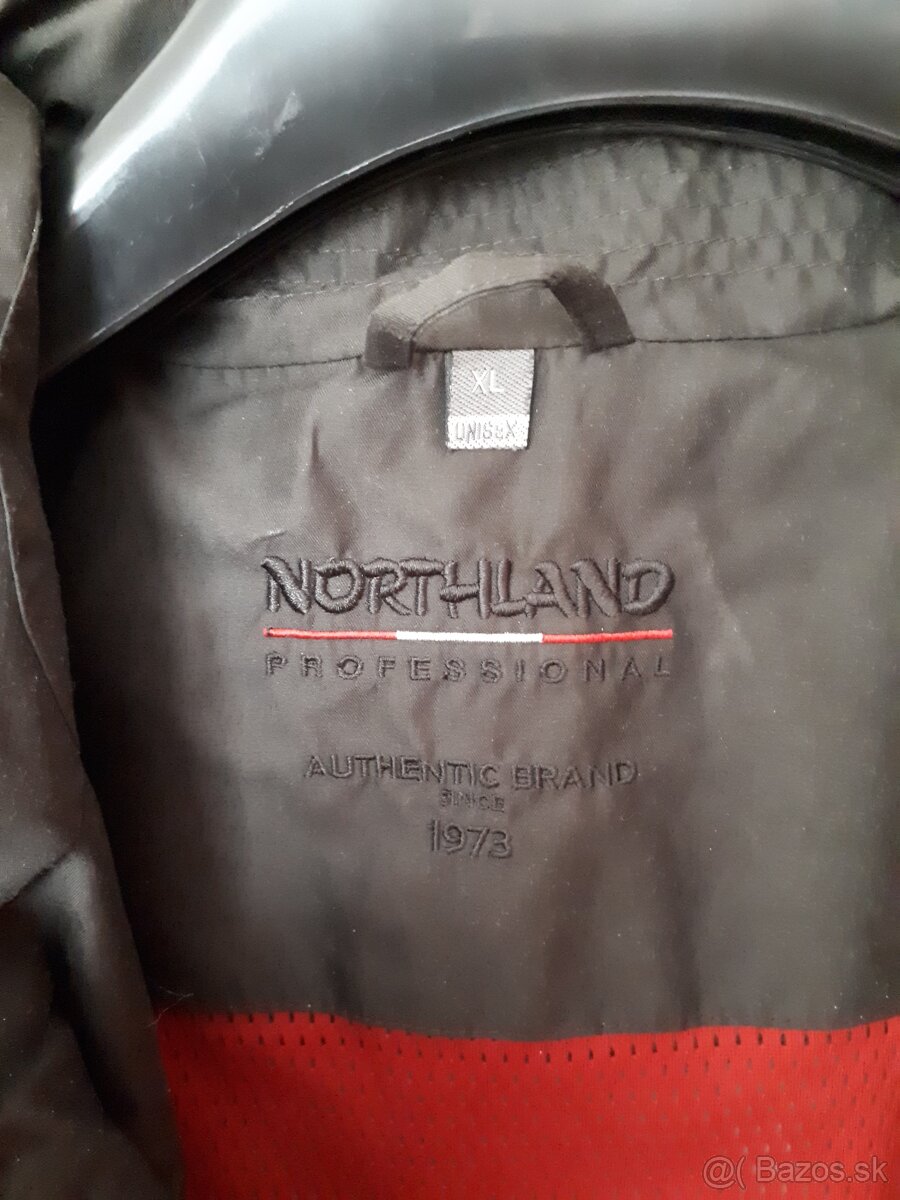 XL
UNISEX
NORTHLAND
PROFESSIONAL
AUTHENTIC BRAND
SINCE
1973
@( Bazos.sk